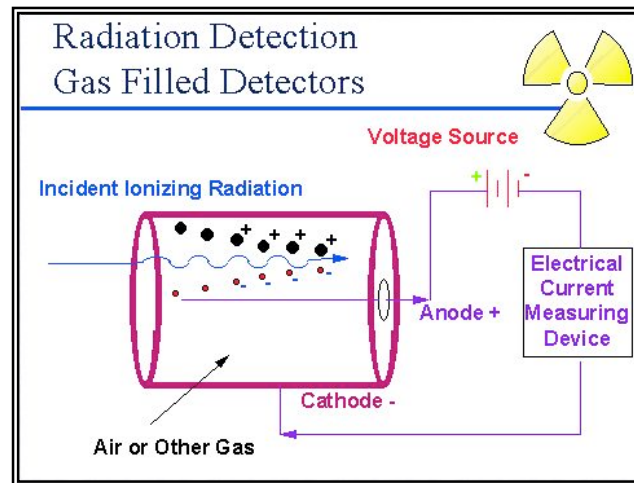 Radiation Detection
Gas Filled Detectors
Voltage Source
+ -
Incident Ionizing Radiation
+ + + +
- - - -
Electrical
Current
Measuring
Device
Anode +
Cathode -
Air or Other Gas